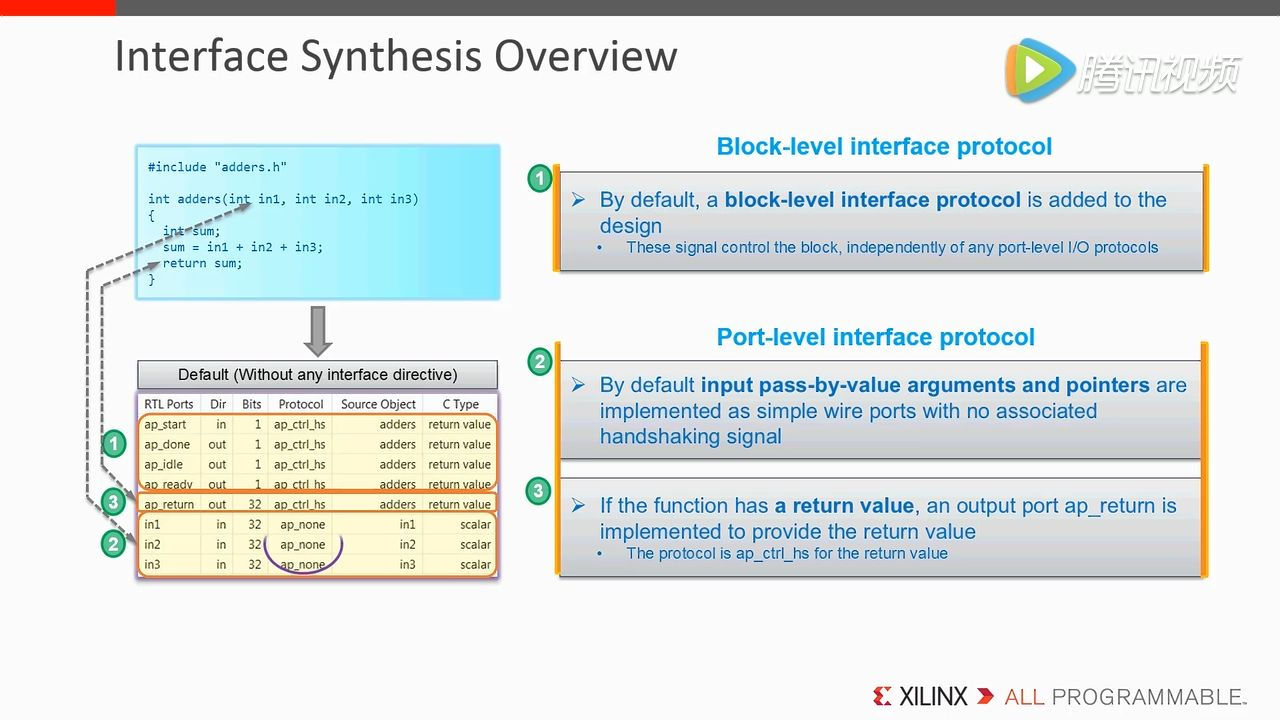 Interface Synthesis Overview
腾讯视频
#include "adders.h"
int adders(int in1, int in2, int in3)
{
int sum;
sum = in1 + in2 + in3;
return sum;
}
Default (Without any interface directive)
RTL Ports Dir Bits Protocol Source Object C Type
ap_start in 1 ap_ctrl_hs adders return value
ap_done out 1 ap_ctrl_hs adders return value
ap_idle out 1 ap_ctrl_hs adders return value
ap_ready out 1 ap_ctrl_hs adders return value
ap_return out 32 ap_ctrl_hs adders return value
in1 in 32 ap_none in1 scalar
in2 in 32 ap_none in2 scalar
in3 in 32 ap_none in3 scalar
1
3
2
Block-level interface protocol
1
➢ By default, a block-level interface protocol is added to the
design
• These signal control the block, independently of any port-level I/O protocols
Port-level interface protocol
2
➢ By default input pass-by-value arguments and pointers are
implemented as simple wire ports with no associated
handshaking signal
3
➢ If the function has a return value, an output port ap_return is
implemented to provide the return value
• The protocol is ap_ctrl_hs for the return value
XILINX ALL PROGRAMMABLE™